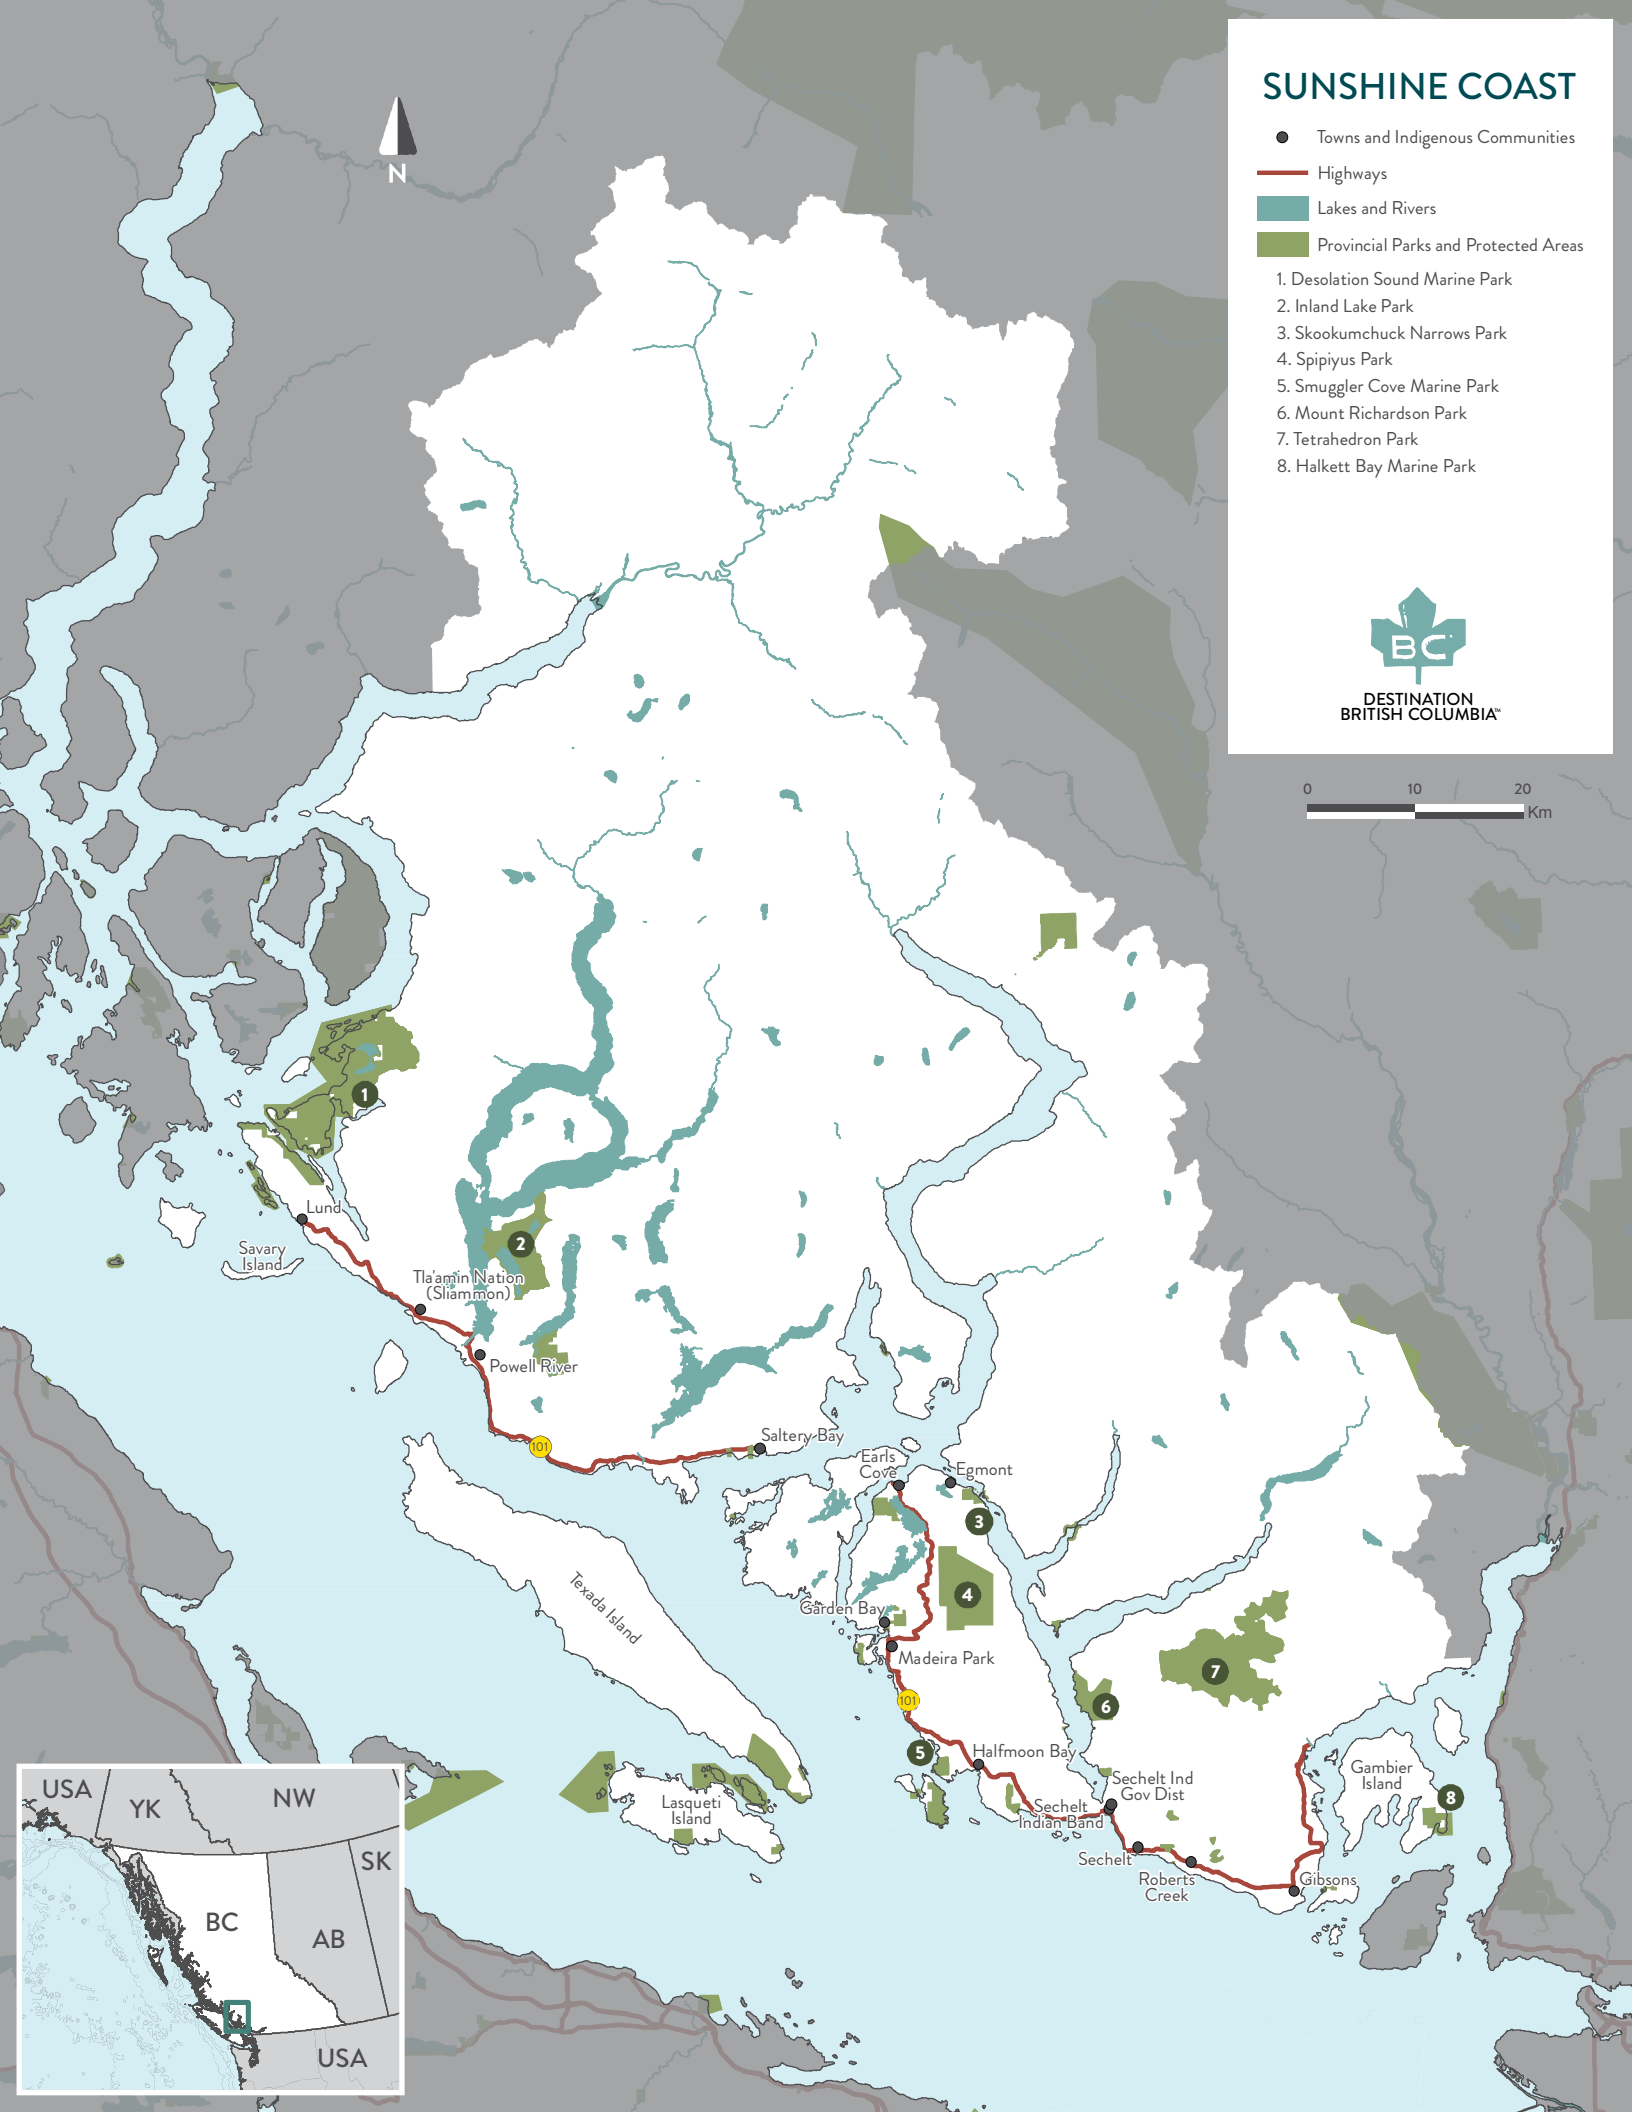 SUNSHINE COAST
Towns and Indigenous Communities
Highways
Lakes and Rivers
Provincial Parks and Protected Areas
1. Desolation Sound Marine Park
2. Inland Lake Park
3. Skookumchuck Narrows Park
4. Spipiyus Park
5. Smuggler Cove Marine Park
6. Mount Richardson Park
7. Tetrahedron Park
8. Halkett Bay Marine Park
BC
DESTINATION
BRITISH COLUMBIA™
0 10 20
Km
N
1
Lund
Savary
Island
2
Tla'amin Nation
(Sliammon)
Powell River
101
Saltery Bay
Earls
Cove
Egmont
3
4
Texada Island
Garden Bay
Madeira Park
101
7
6
5
Halfmoon Bay
Sechelt Ind
Gov Dist
Sechelt
Indian Band
Gambier
Island
8
Lasqueti
Island
Sechelt
Roberts
Creek
Gibsons
USA
YK
NW
SK
BC
AB
USA